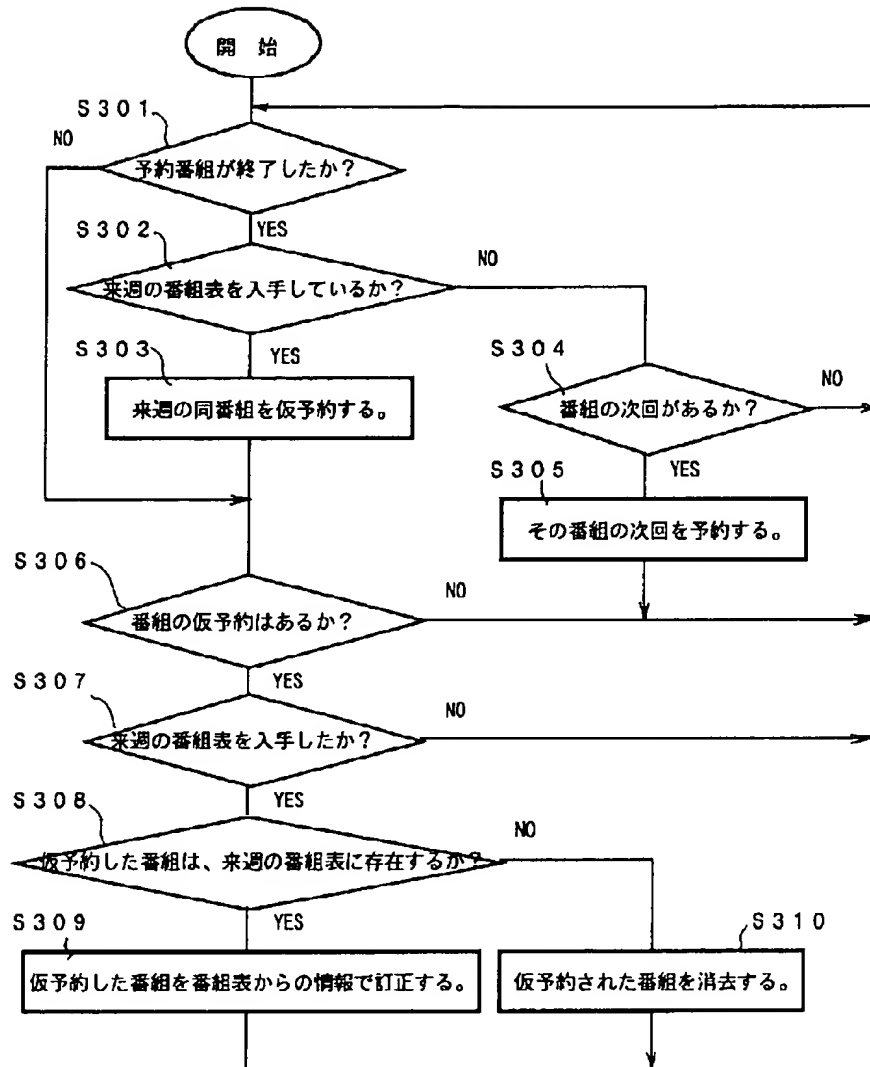 開 始
S301
NO
予約番組が終了したか?
YES
S302
NO
来週の番組表を入手しているか?
YES
S303
来週の同番組を仮予約する。
S304
NO
番組の次回があるか?
YES
S305
その番組の次回を予約する。
S306
NO
番組の仮予約はあるか?
YES
S307
NO
来週の番組表を入手したか?
YES
S308
NO
仮予約した番組は、来週の番組表に存在するか?
YES
S309
仮予約した番組を番組表からの情報で訂正する。
S310
仮予約された番組を消去する。